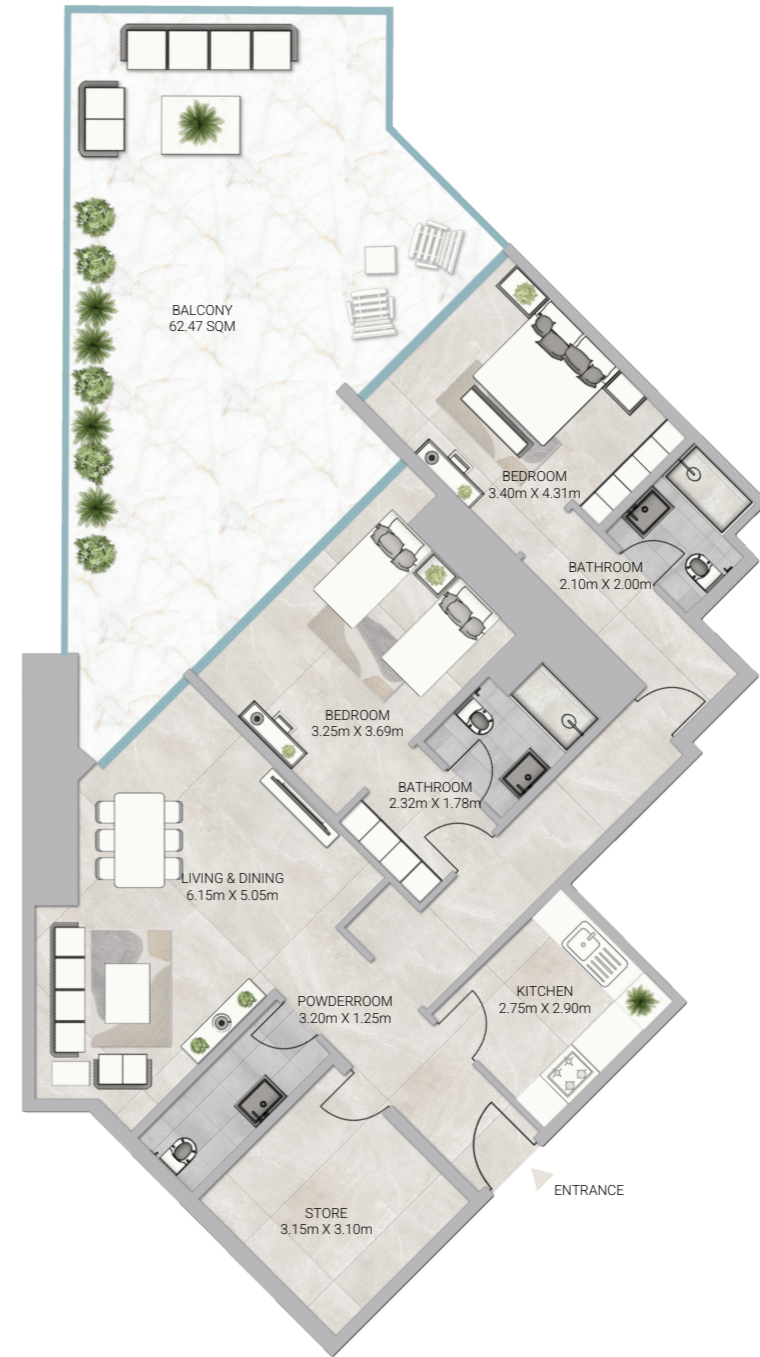 BALCONY
62.47 SQM
BEDROOM
3.40m X 4.31m
BATHROOM
2.10m X 2.00m
BEDROOM
3.25m X 3.69m
BATHROOM
2.32m X 1.78m
LIVING & DINING
6.15m X 5.05m
POWDERROOM
3.20m X 1.25m
KITCHEN
2.75m X 2.90m
STORE
3.15m X 3.10m
ENTRANCE